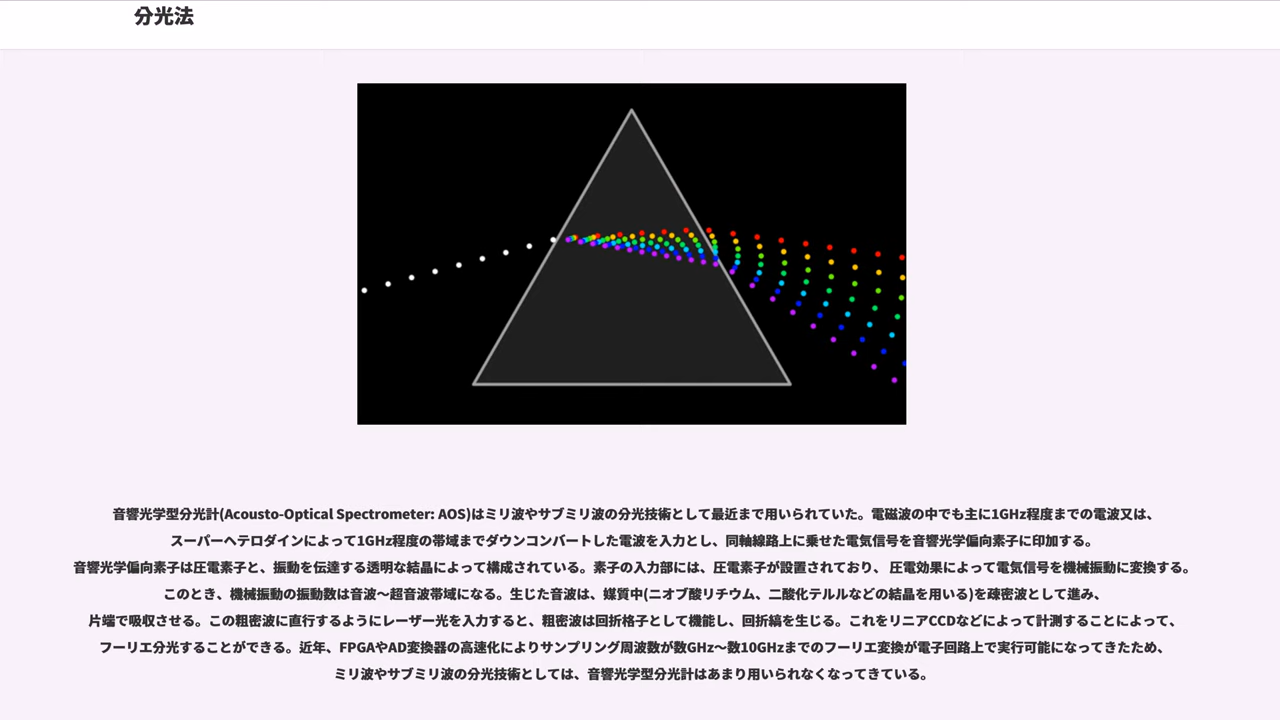 分光法
音響光学型分光計(Acousto-Optical Spectrometer: AOS)はミリ波やサブミリ波の分光技術として最近まで用いられていた。電磁波の中でも主に1GHz程度までの電波又は、
スーパーヘテロダインによって1GHz程度の帯域までダウンコンバートした電波を入力とし、同軸線路上に乗せた電気信号を音響光学偏向素子に印加する。
音響光学偏向素子は圧電素子と、振動を伝達する透明な結晶によって構成されている。素子の入力部には、圧電素子が設置されており、 圧電効果によって電気信号を機械振動に変換する。
このとき、機械振動の振動数は音波～超音波帯域になる。生じた音波は、媒質中(ニオブ酸リチウム、二酸化テルルなどの結晶を用いる)を疎密波として進み、
片端で吸収させる。この粗密波に直行するようにレーザー光を入力すると、粗密波は回折格子として機能し、回折縞を生じる。これをリニアCCDなどによって計測することによって、
フーリエ分光することができる。近年、FPGAやAD変換器の高速化によりサンプリング周波数が数GHz～数10GHzまでのフーリエ変換が電子回路上で実行可能になってきたため、
ミリ波やサブミリ波の分光技術としては、音響光学型分光計はあまり用いられなくなってきている。